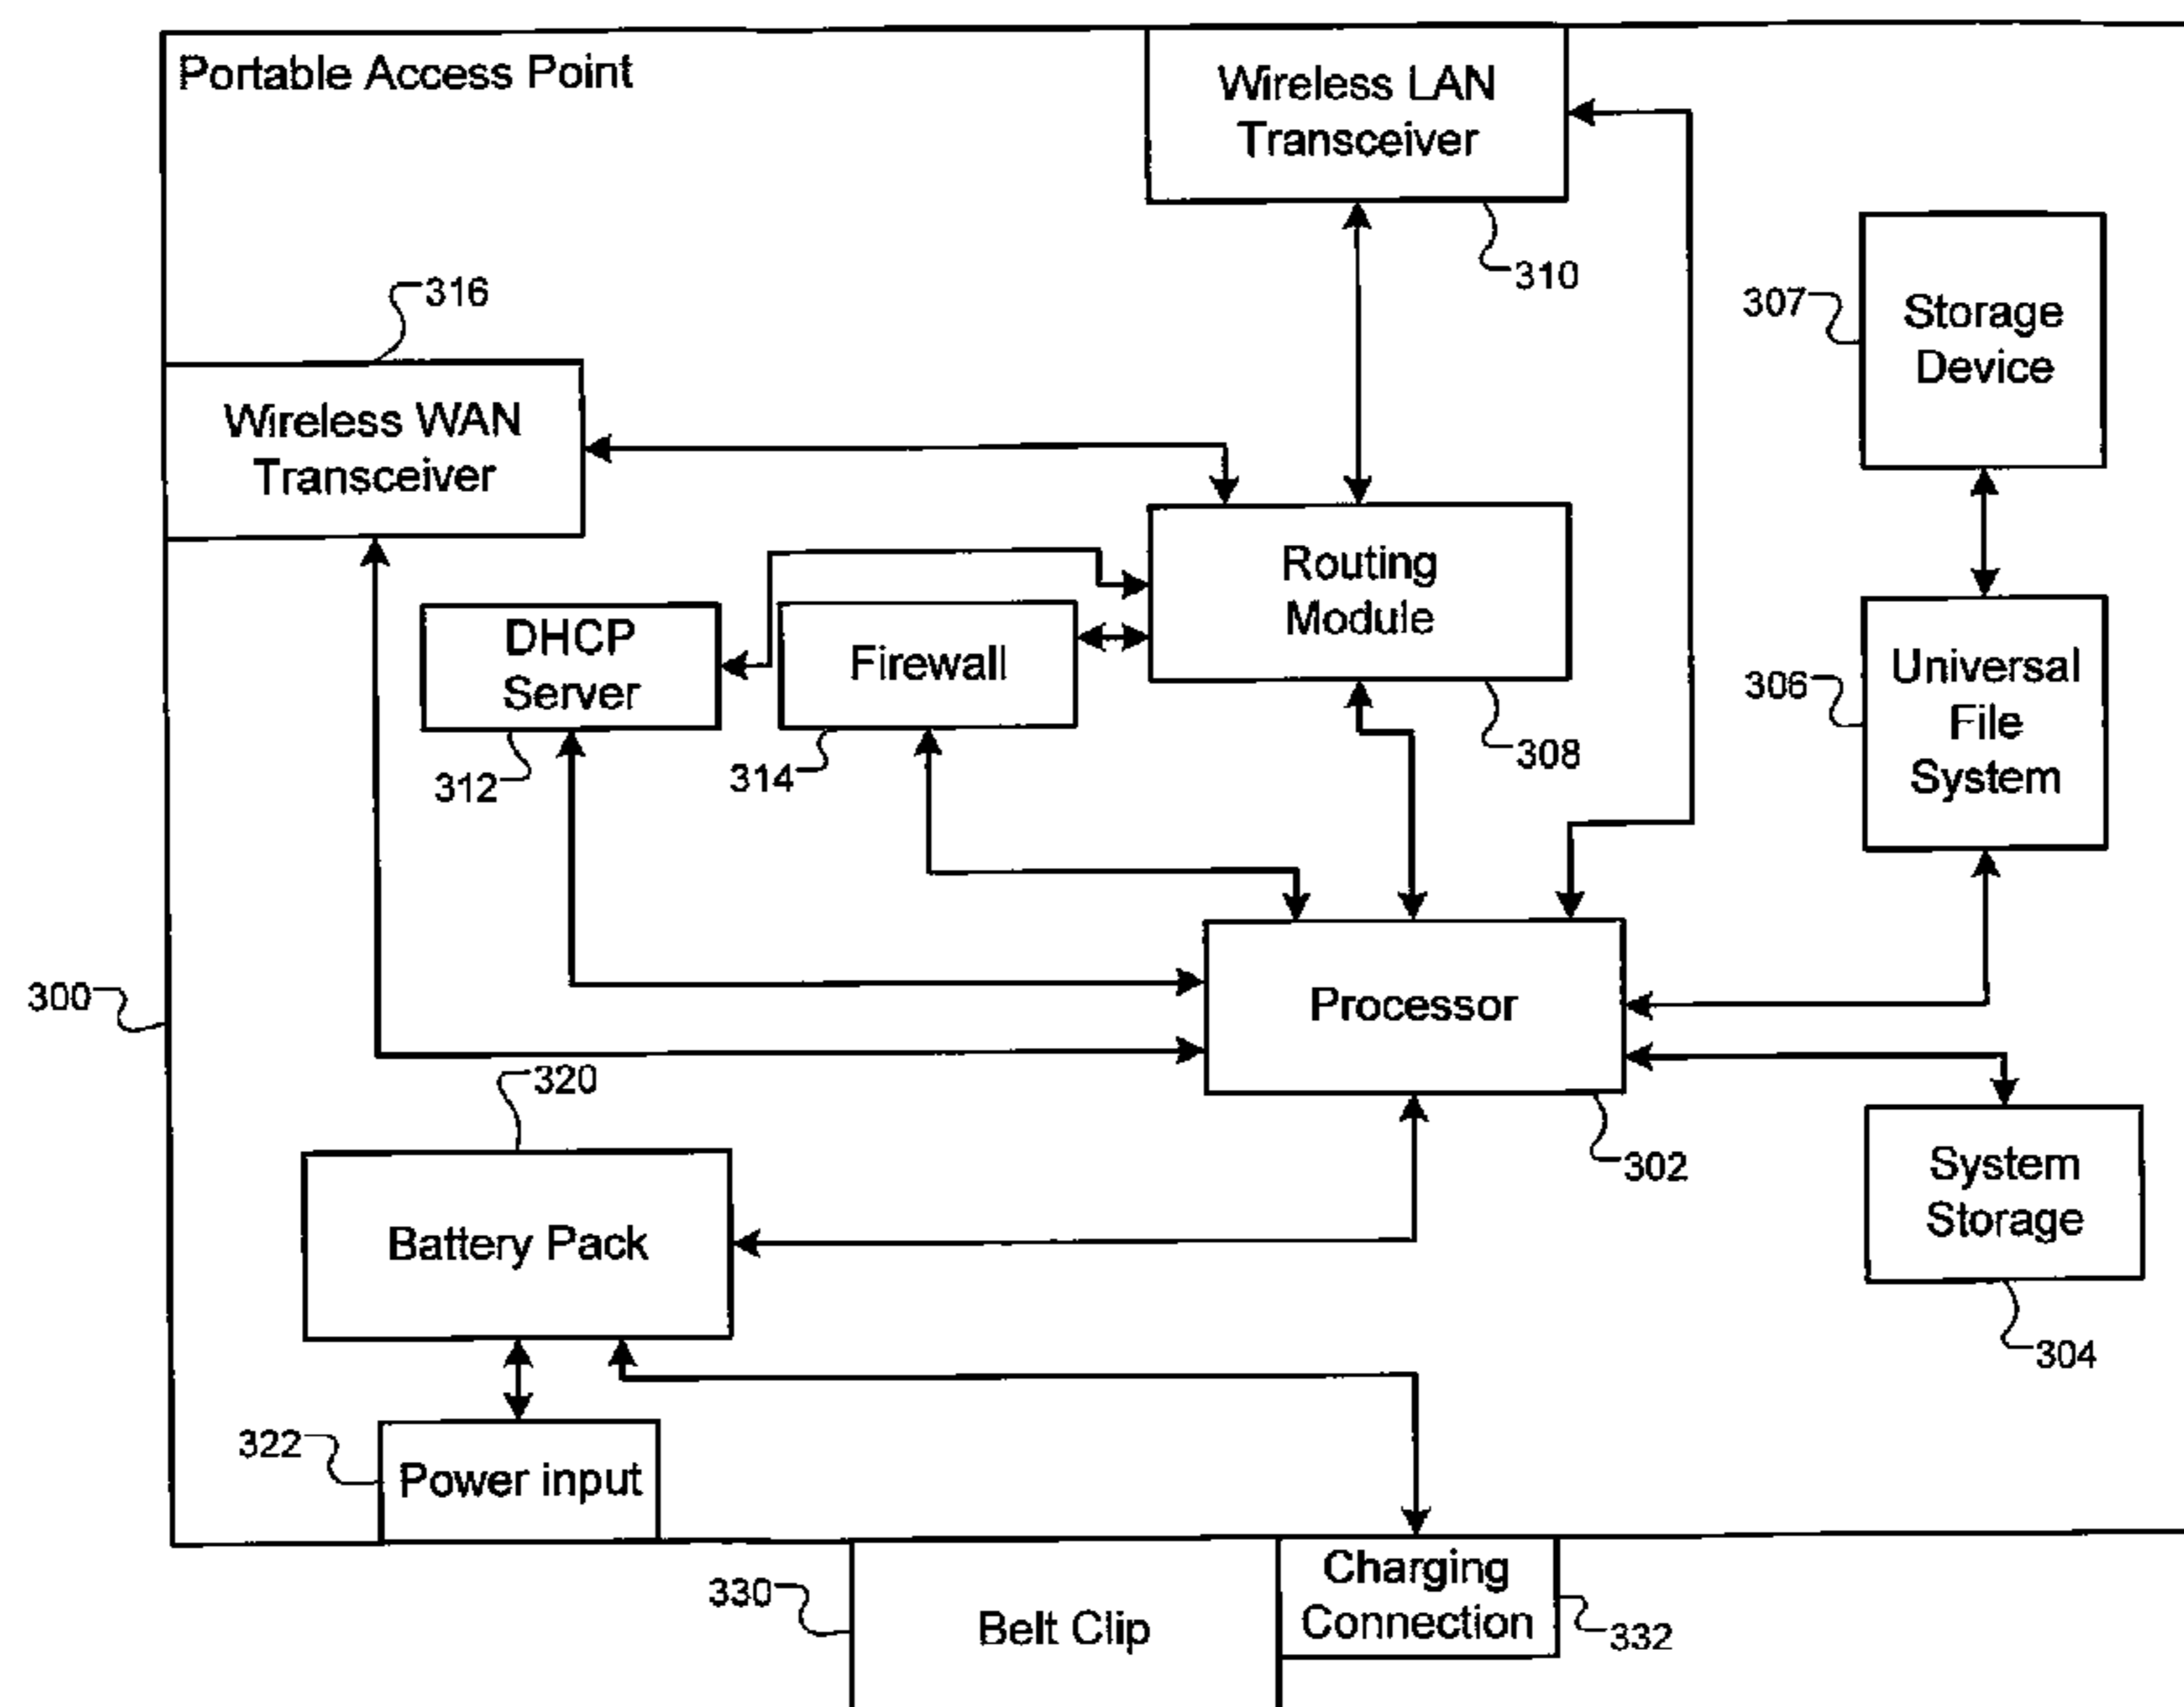 Portable Access Point
Wireless LAN
Transceiver
310
316
307
Storage
Device
Wireless WAN
Transceiver
Routing
Module
308
DHCP
Server
312
Firewall
314
306
Universal
File
System
300
Processor
302
320
Battery Pack
System
Storage
304
322
Power input
330
Belt Clip
Charging
Connection
332